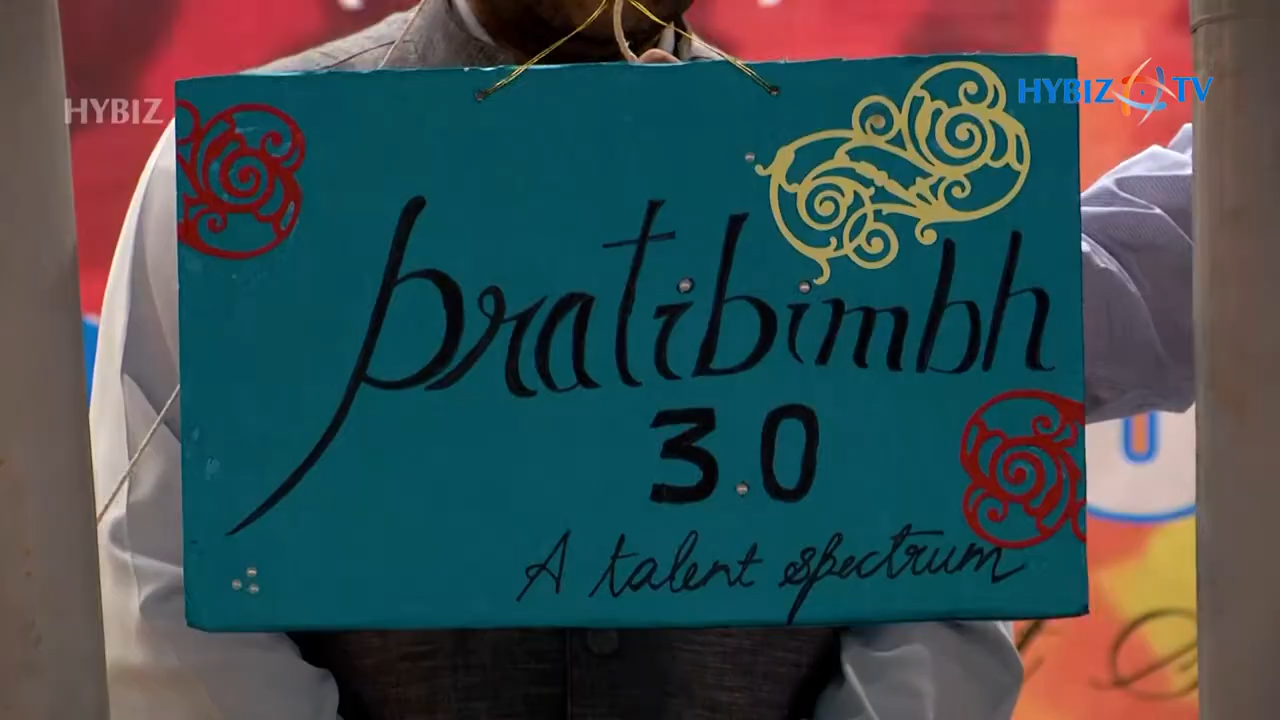 HYBIZ
HYBIZ TV
pratibimbh
3.0
A talent spectrum